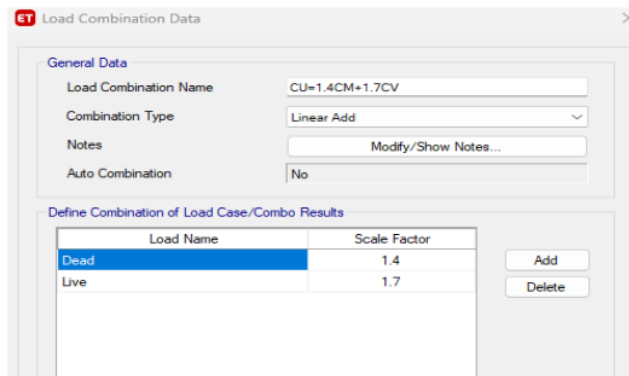 ET Load Combination Data
General Data
Load Combination Name CU=1.4CM+1.7CV
Combination Type Linear Add
Notes Modify/Show Notes...
Auto Combination No
Define Combination of Load Case/Combo Results
Load Name Scale Factor
Dead 1.4 Add
Live 1.7 Delete